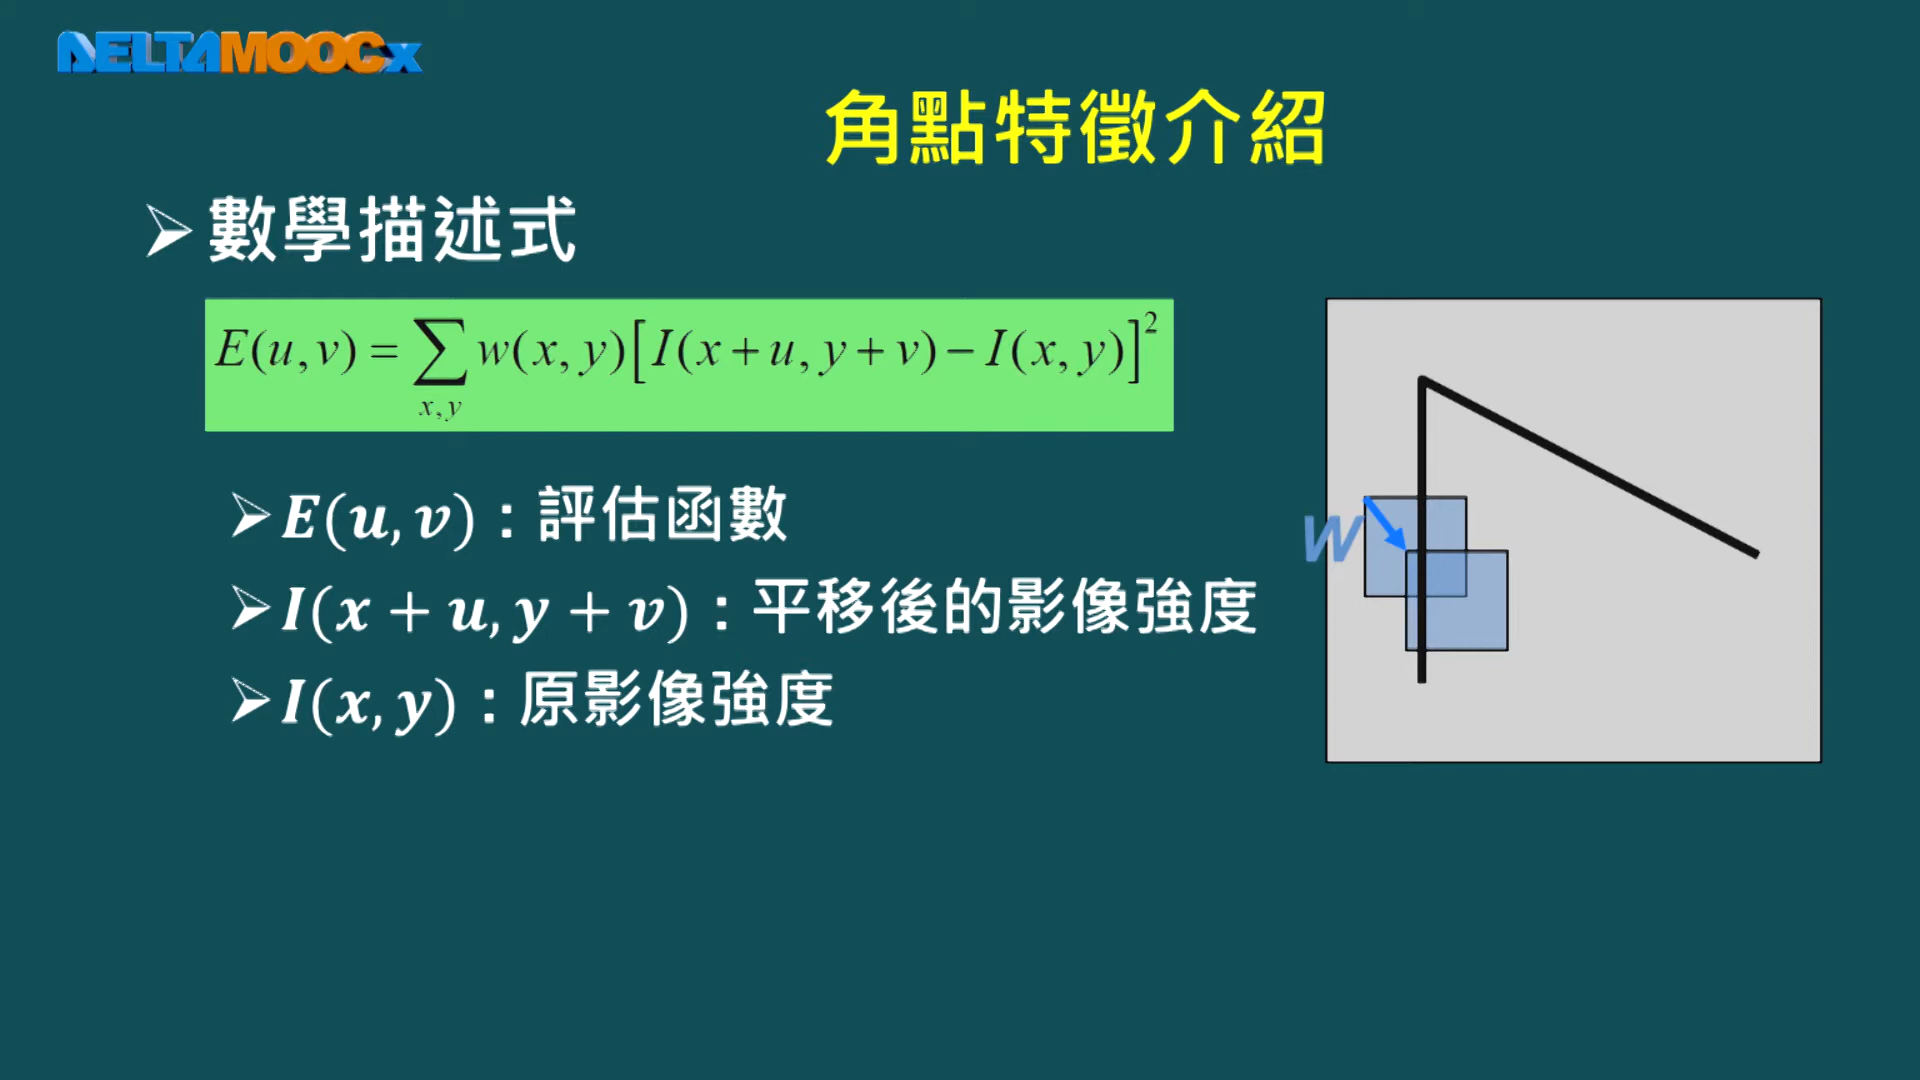 DELTAMOOCx
角點特徵介紹
➢數學描述式
E(u,v) = ∑ w(x,y)[I(x+u,y+v)−I(x,y)]²
x,y
➢E(u,v)：評估函數
➢I(x+u,y+v)：平移後的影像強度
➢I(x,y)：原影像強度
W